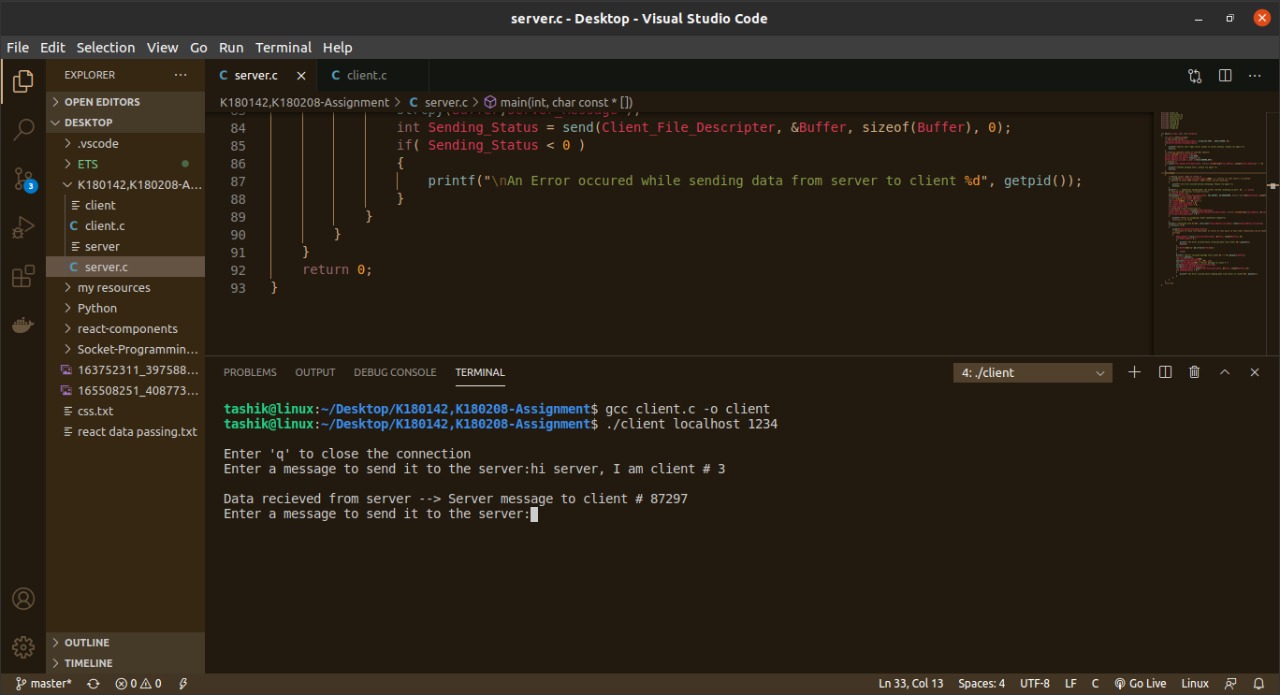 server.c - Desktop - Visual Studio Code
File Edit Selection View Go Run Terminal Help
EXPLORER
OPEN EDITORS
DESKTOP
.vscode
ETS
K180142,K180208-A...
client
client.c
server
server.c
my resources
Python
react-components
Socket-Programmin...
163752311_397588...
165508251_408773...
css.txt
react data passing.txt
OUTLINE
TIMELINE
3
C server.c
C client.c
K180142,K180208-Assignment > C server.c > main(int, char const * [])
84 int Sending_Status = send(Client_File_Descripter, &Buffer, sizeof(Buffer), 0);
85 if( Sending_Status < 0 )
86 {
87 printf("\nAn Error occured while sending data from server to client %d", getpid());
88 }
89 }
90 }
91 }
92 return 0;
93 }
PROBLEMS OUTPUT DEBUG CONSOLE TERMINAL
4: ./client
tashik@linux:~/Desktop/K180142,K180208-Assignment$ gcc client.c -o client
tashik@linux:~/Desktop/K180142,K180208-Assignment$ ./client localhost 1234
Enter 'q' to close the connection
Enter a message to send it to the server:hi server, I am client # 3
Data recieved from server --> Server message to client # 87297
Enter a message to send it to the server:
master* 0 0 Ln 33, Col 13 Spaces: 4 UTF-8 LF C Go Live Linux